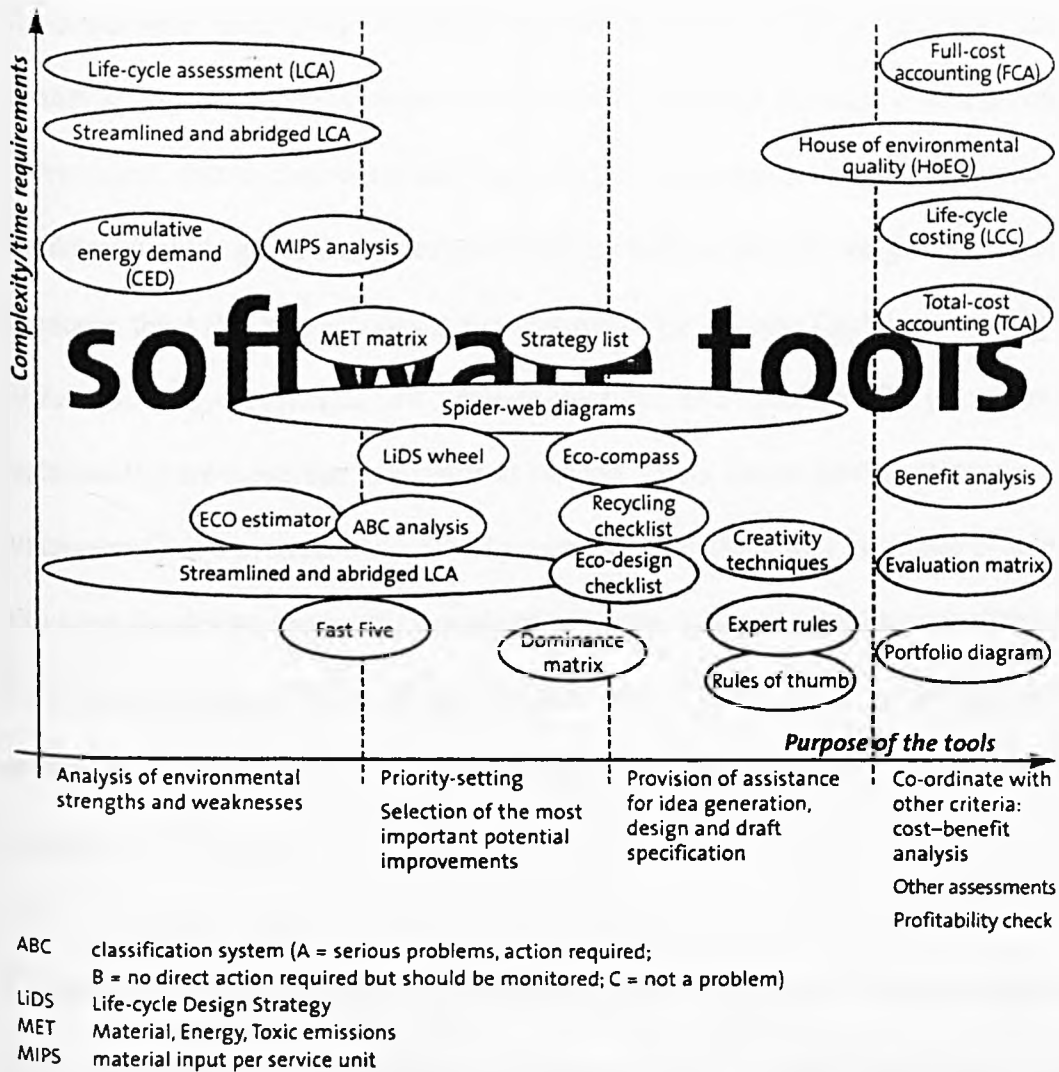 Complexity/time requirements
Life-cycle assessment (LCA)
Full-cost
accounting (FCA)
Streamlined and abridged LCA
House of environmental
quality (HoEQ)
Cumulative
energy demand
(CED)
MIPS analysis
Life-cycle
costing (LCC)
MET matrix
Strategy list
Total-cost
accounting (TCA)
software tools
Spider-web diagrams
LiDS wheel
Eco-compass
Benefit analysis
ECO estimator
ABC analysis
Recycling
checklist
Creativity
techniques
Streamlined and abridged LCA
Eco-design
checklist
Evaluation matrix
Fast Five
Dominance
matrix
Expert rules
Rules of thumb
Portfolio diagram
Purpose of the tools
Analysis of environmental
strengths and weaknesses
Priority-setting
Selection of the most
important potential
improvements
Provision of assistance
for idea generation,
design and draft
specification
Co-ordinate with
other criteria:
cost–benefit
analysis
Other assessments
Profitability check
ABC classification system (A = serious problems, action required;
B = no direct action required but should be monitored; C = not a problem)
LiDS Life-cycle Design Strategy
MET Material, Energy, Toxic emissions
MIPS material input per service unit